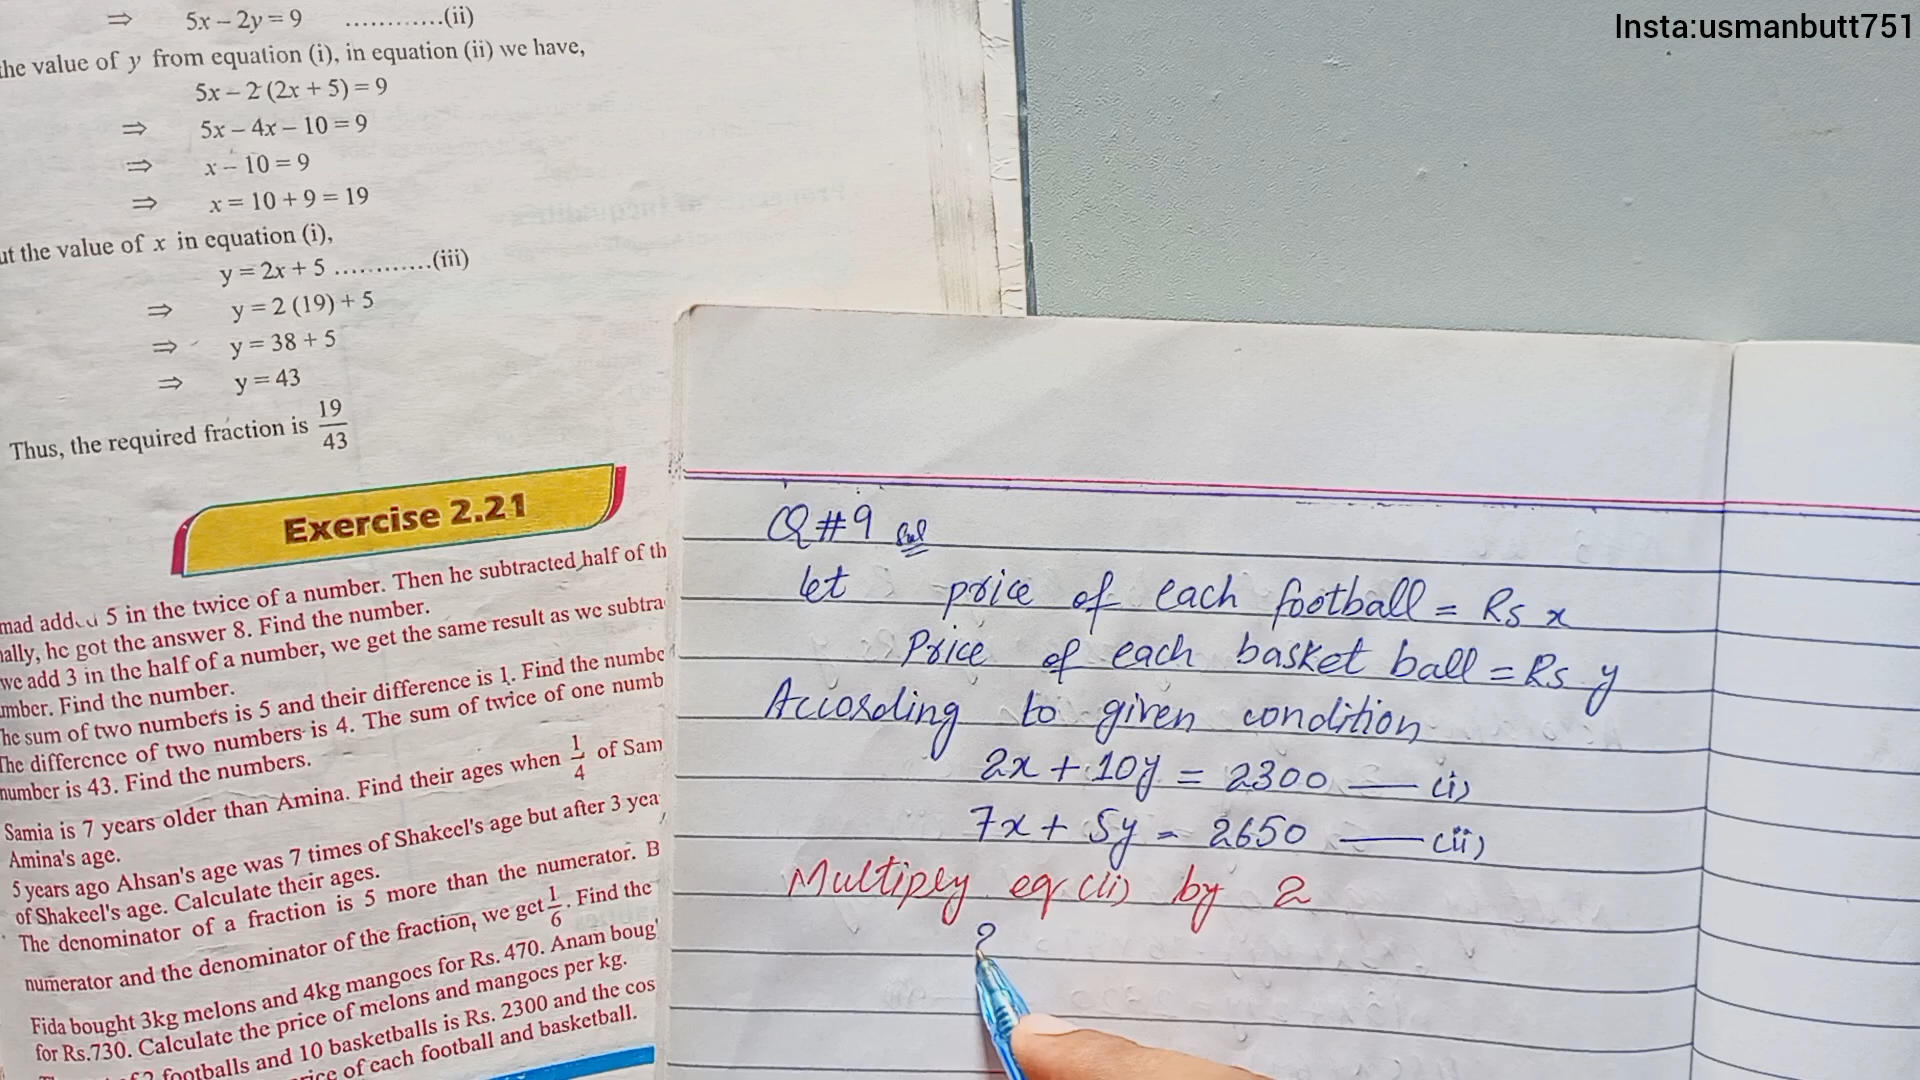 Insta:usmanbutt751
⇒ 5x – 2y = 9 ............(ii)
the value of y from equation (i), in equation (ii) we have,
5x – 2 (2x + 5) = 9
⇒ 5x – 4x – 10 = 9
⇒ x – 10 = 9
⇒ x = 10 + 9 = 19
ut the value of x in equation (i),
y = 2x + 5 ............(iii)
⇒ y = 2 (19) + 5
⇒ y = 38 + 5
⇒ y = 43
Thus, the required fraction is 19/43
Exercise 2.21
mad added 5 in the twice of a number. Then he subtracted half of th
nally, he got the answer 8. Find the number.
we add 3 in the half of a number, we get the same result as we subtra
umber. Find the number.
he sum of two numbers is 5 and their difference is 1. Find the numbe
The difference of two numbers is 4. The sum of twice of one numb
number is 43. Find the numbers.
Samia is 7 years older than Amina. Find their ages when 1/4 of Sam
Amina's age.
5 years ago Ahsan's age was 7 times of Shakeel's age but after 3 yea
of Shakeel's age. Calculate their ages.
The denominator of a fraction is 5 more than the numerator. B
numerator and the denominator of the fraction, we get 1/6. Find the
Fida bought 3kg melons and 4kg mangoes for Rs. 470. Anam boug
for Rs.730. Calculate the price of melons and mangoes per kg.
of 2 footballs and 10 basketballs is Rs. 2300 and the cos
rice of each football and basketball.
Q #9 Sol
let price of each football = Rs x
Price of each basket ball = Rs y
According to given condition
2x + 10y = 2300 — (i)
7x + 5y = 2650 — (ii)
Multiply eq (ii) by 2
2